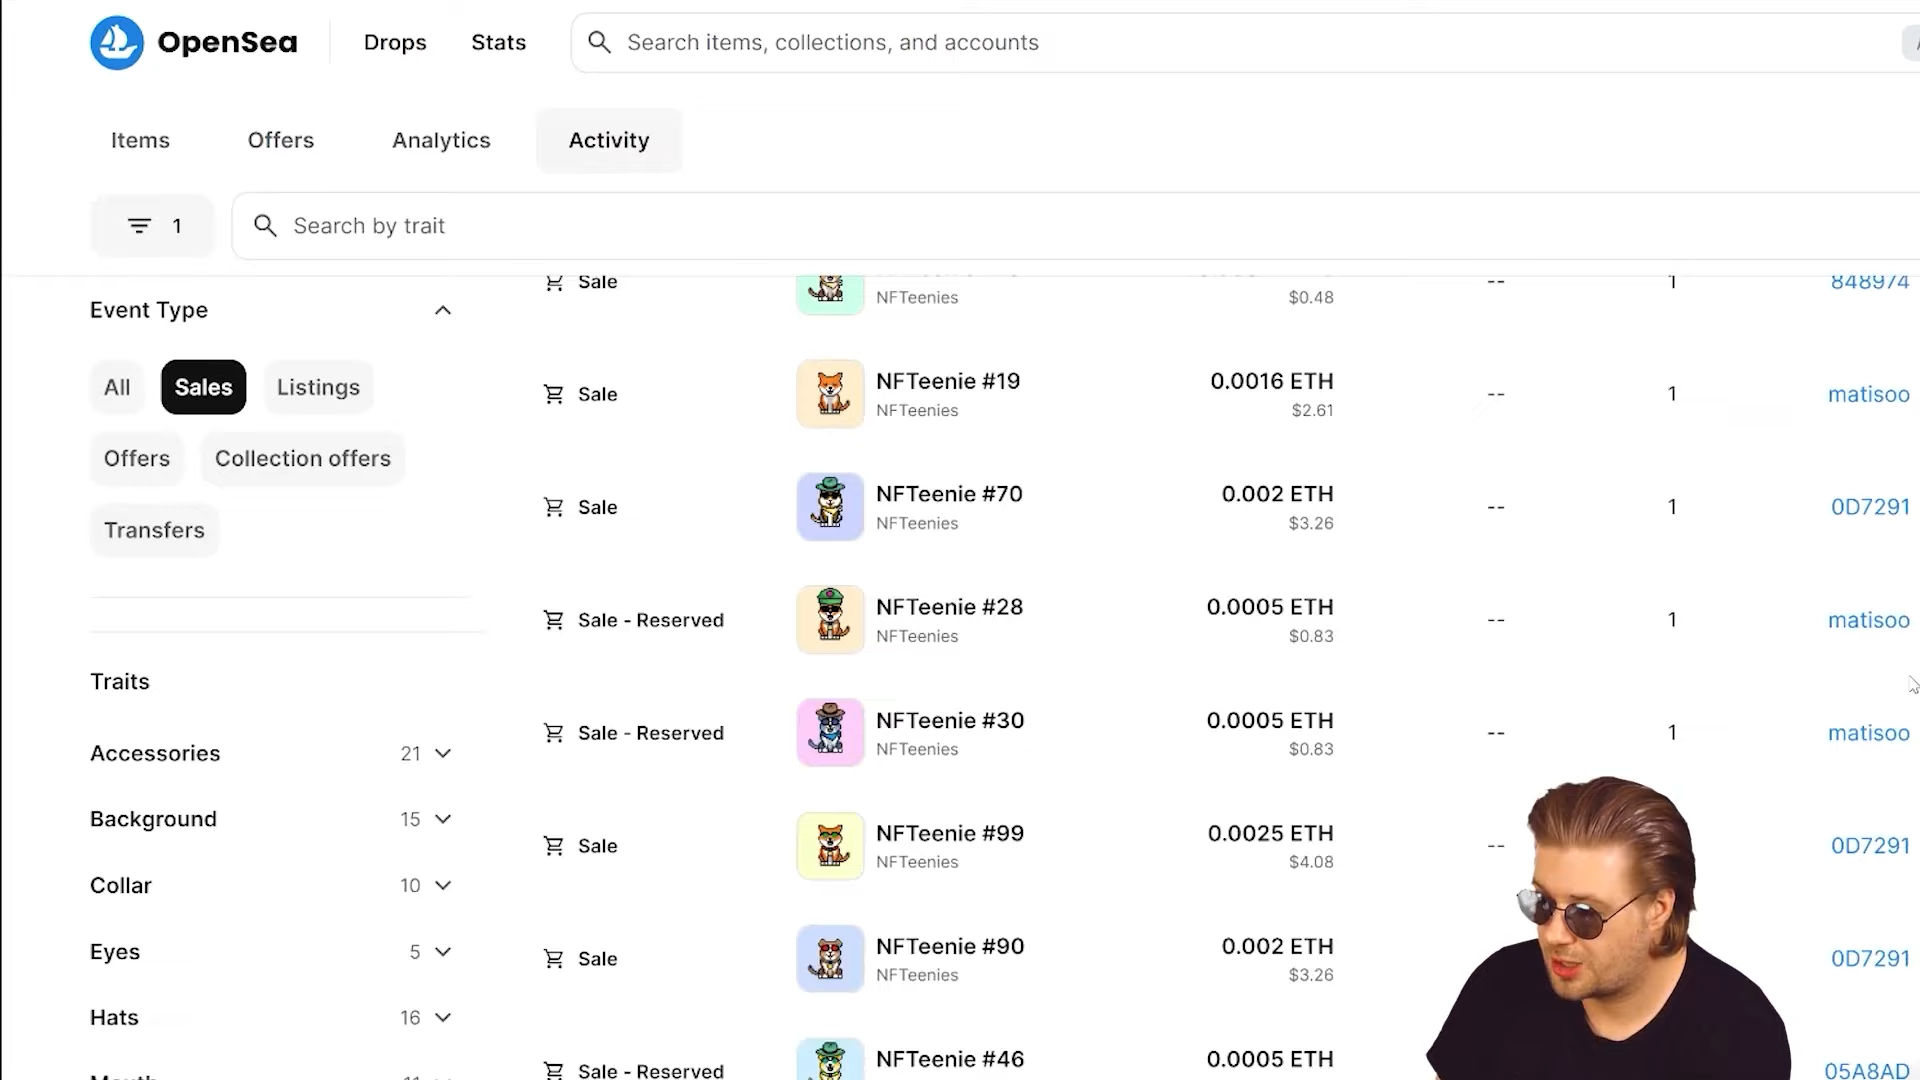 OpenSea
Drops
Stats
Search items, collections, and accounts
Items
Offers
Analytics
Activity
1
Search by trait
Event Type
All
Sales
Listings
Offers
Collection offers
Transfers
Traits
Accessories 21
Background 15
Collar 10
Eyes 5
Hats 16
Sale
NFTeenies
$0.48
--
1
848974
Sale
NFTeenie #19
NFTeenies
0.0016 ETH
$2.61
--
1
matisoo
Sale
NFTeenie #70
NFTeenies
0.002 ETH
$3.26
--
1
0D7291
Sale - Reserved
NFTeenie #28
NFTeenies
0.0005 ETH
$0.83
--
1
matisoo
Sale - Reserved
NFTeenie #30
NFTeenies
0.0005 ETH
$0.83
--
1
matisoo
Sale
NFTeenie #99
NFTeenies
0.0025 ETH
$4.08
--
0D7291
Sale
NFTeenie #90
NFTeenies
0.002 ETH
$3.26
0D7291
Sale - Reserved
NFTeenie #46
0.0005 ETH
05A8AD